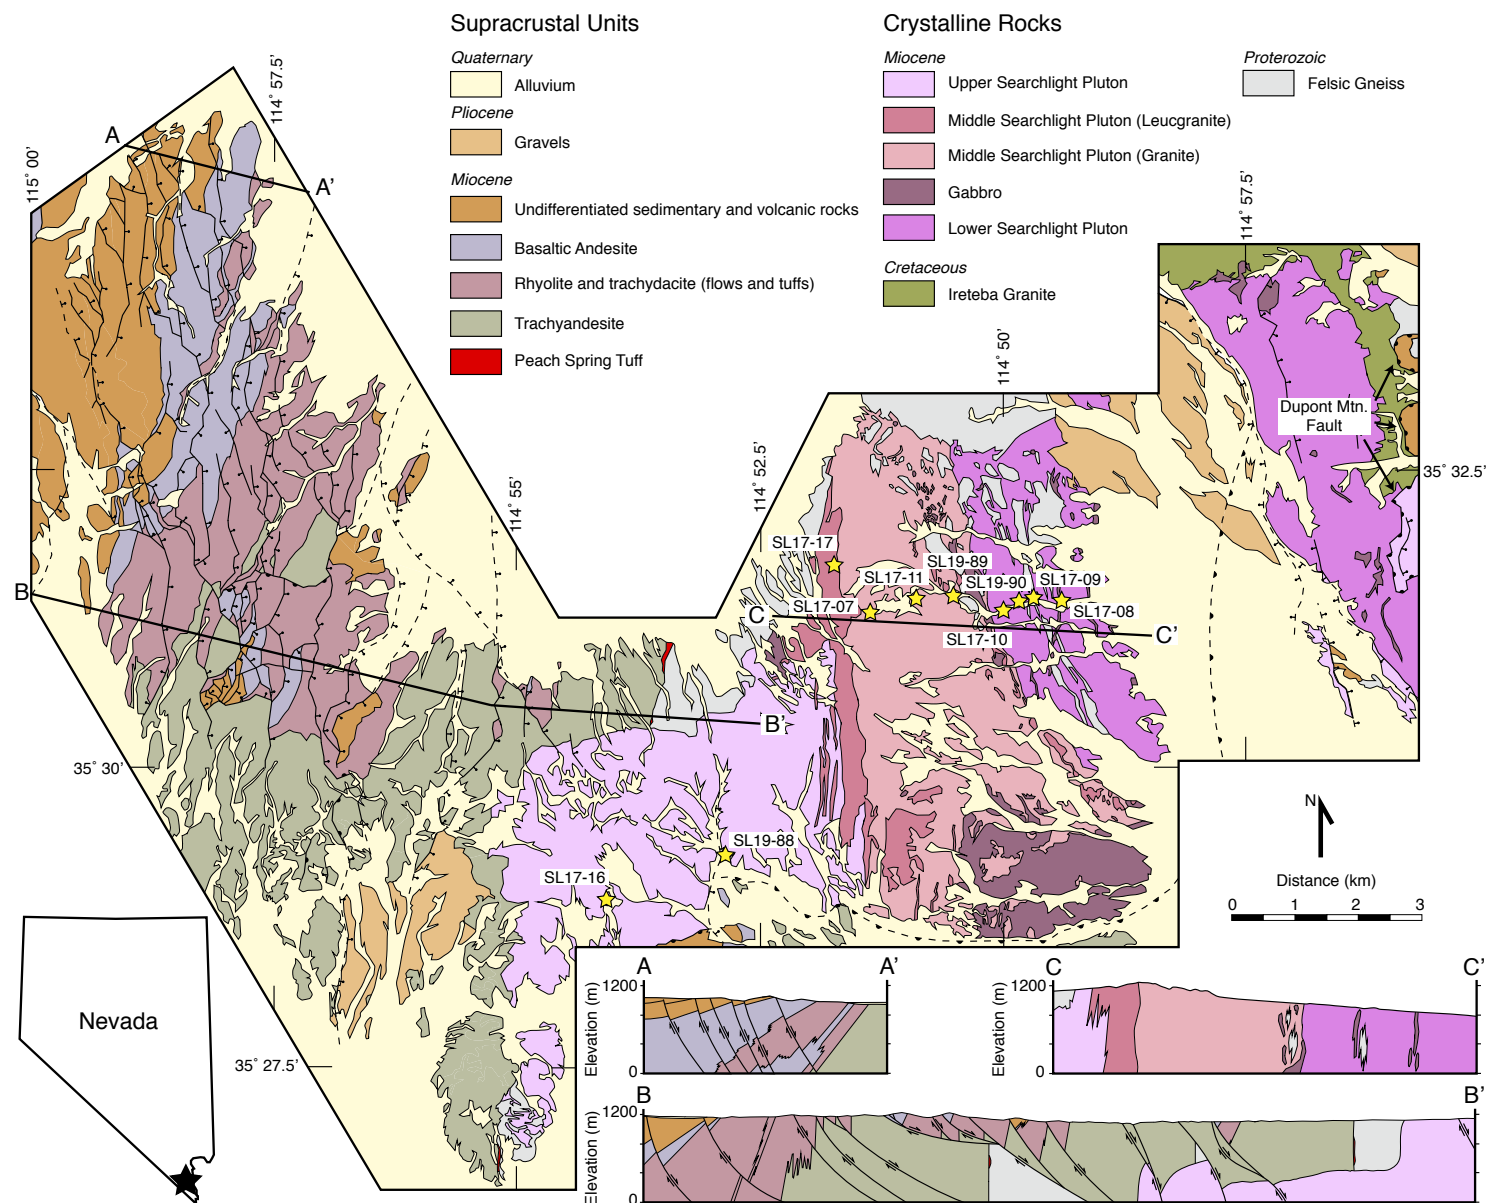 Supracrustal Units
Quaternary
Alluvium
Pliocene
Gravels
Miocene
Undifferentiated sedimentary and volcanic rocks
Basaltic Andesite
Rhyolite and trachydacite (flows and tuffs)
Trachyandesite
Peach Spring Tuff
Crystalline Rocks
Miocene
Upper Searchlight Pluton
Middle Searchlight Pluton (Leucgranite)
Middle Searchlight Pluton (Granite)
Gabbro
Lower Searchlight Pluton
Cretaceous
Ireteba Granite
Proterozoic
Felsic Gneiss
115° 00'
114° 57.5'
A
A'
114° 57.5'
114° 50'
Dupont Mtn.
Fault
35° 32.5'
114° 52.5'
114° 55'
SL17-17
SL19-89
SL17-11
SL19-90
SL17-09
SL17-07
SL17-08
SL17-10
B
C
C'
B'
35° 30'
SL19-88
SL17-16
N
Distance (km)
0 1 2 3
35° 27.5'
Nevada
A
A'
1200
Elevation (m)
0
C
C'
1200
Elevation (m)
0
B
B'
1200
Elevation (m)
0